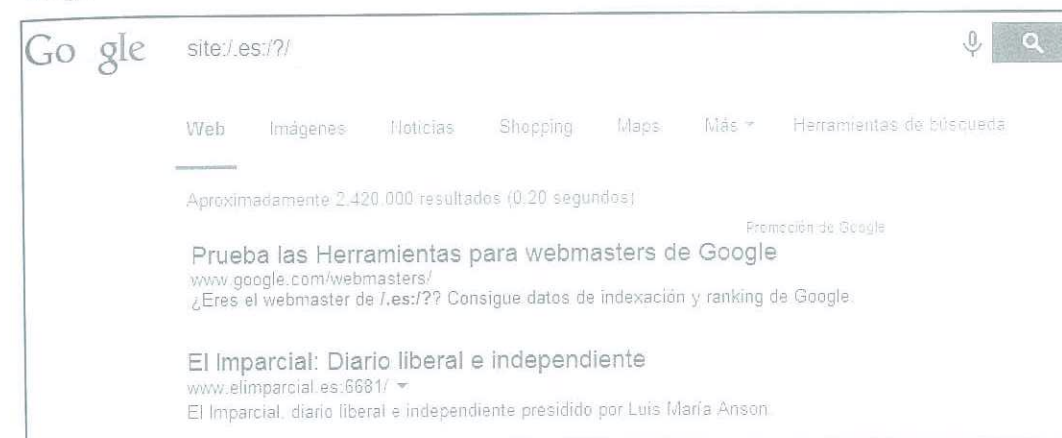 Go gle site:/.es:/?/
Web Imágenes Noticias Shopping Maps Más Herramientas de búsqueda
Aproximadamente 2.420.000 resultados (0.20 segundos)
Promoción de Google
Prueba las Herramientas para webmasters de Google
www.google.com/webmasters/
¿Eres el webmaster de /.es:/?? Consigue datos de indexación y ranking de Google.
El Imparcial: Diario liberal e independiente
www.elimparcial.es:6681/
El Imparcial, diario liberal e independiente presidido por Luis María Anson.